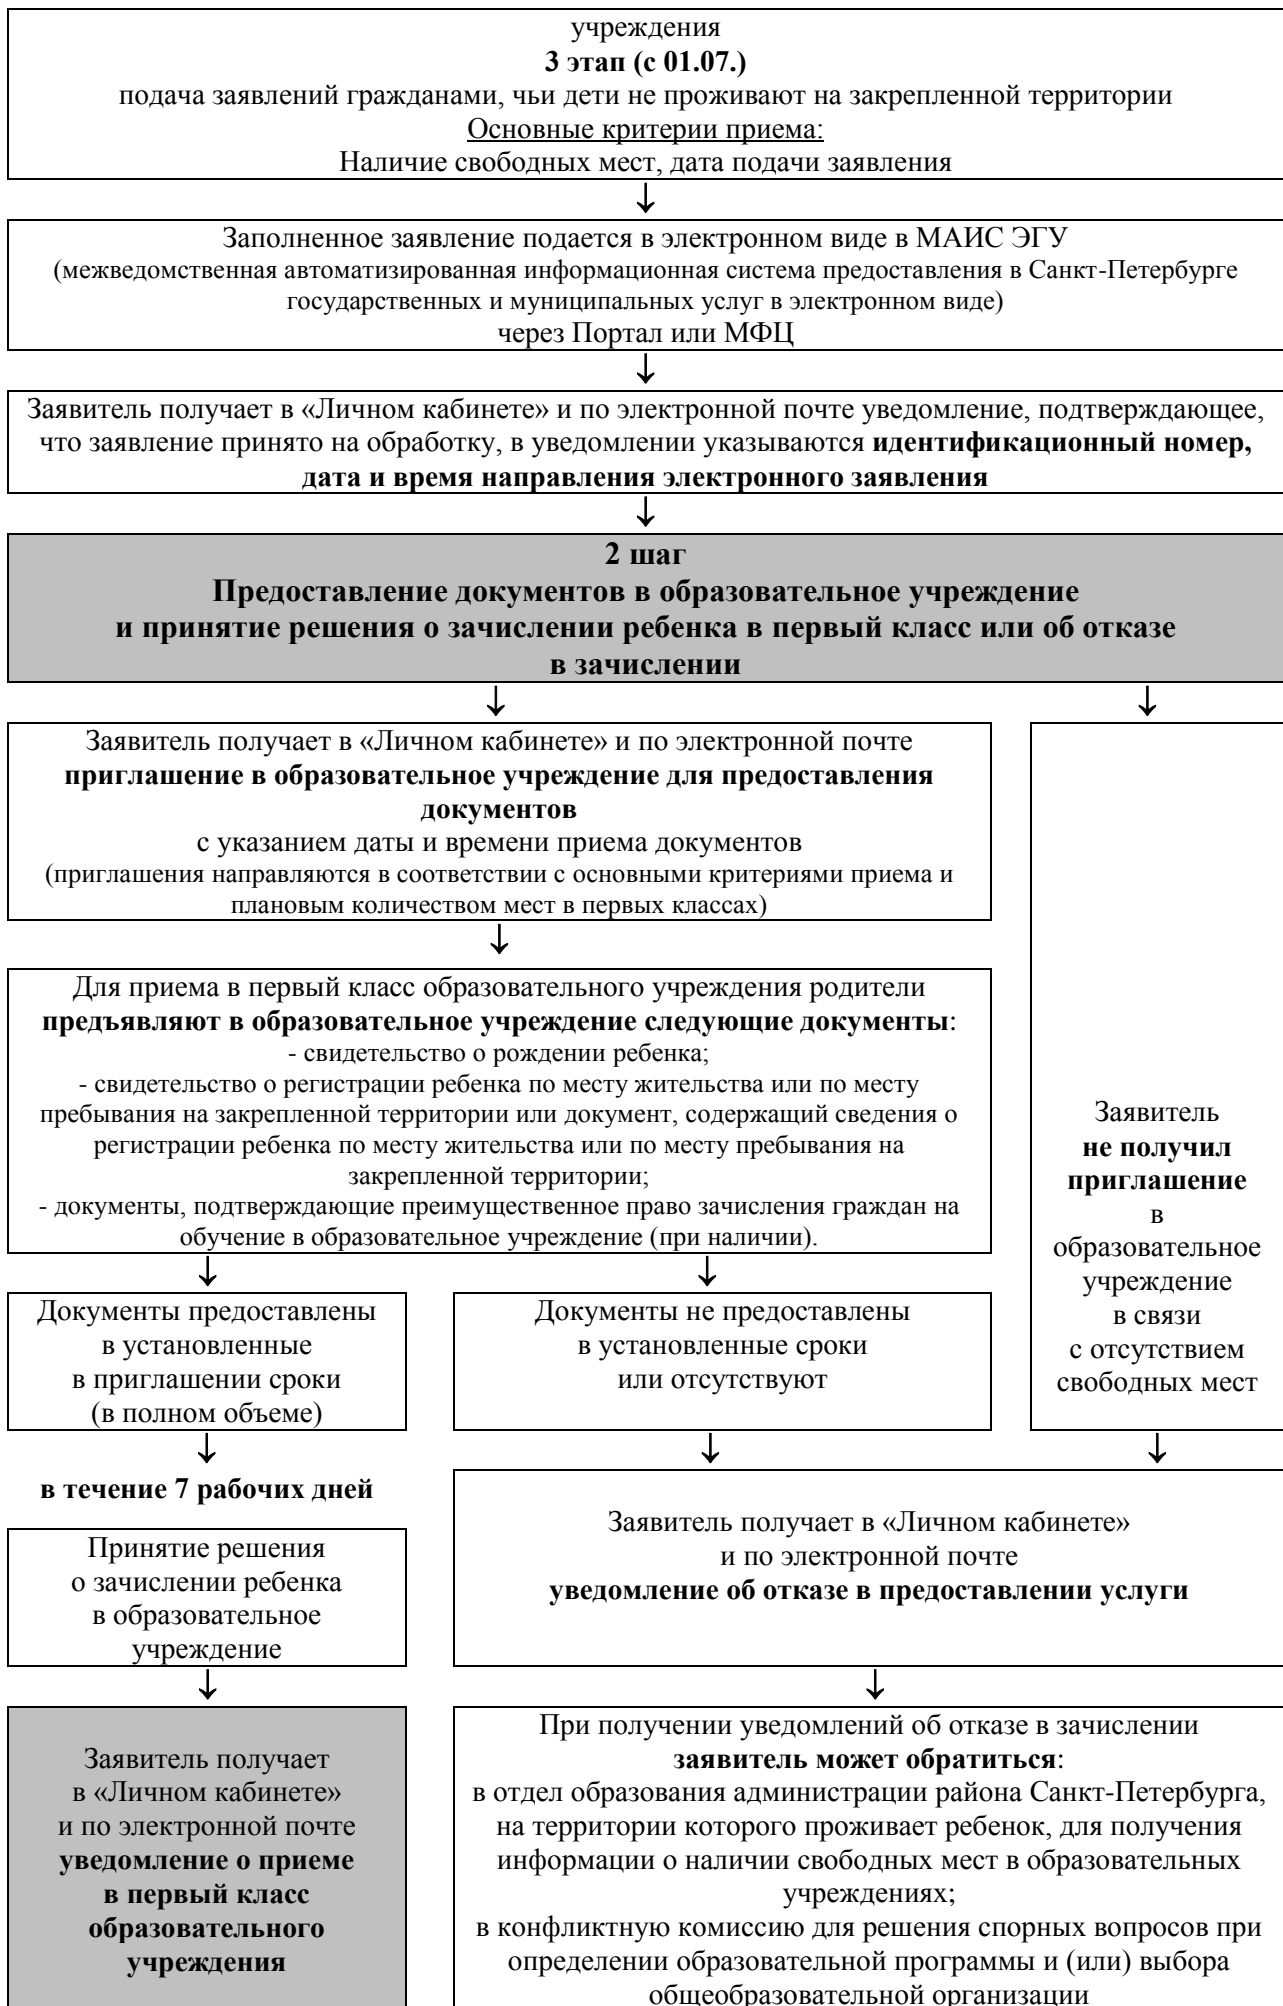 учреждения
3 этап (с 01.07.)
подача заявлений гражданами, чьи дети не проживают на закрепленной территории
Основные критерии приема:
Наличие свободных мест, дата подачи заявления
Заполненное заявление подается в электронном виде в МАИС ЭГУ
(межведомственная автоматизированная информационная система предоставления в Санкт-Петербурге
государственных и муниципальных услуг в электронном виде)
через Портал или МФЦ
Заявитель получает в «Личном кабинете» и по электронной почте уведомление, подтверждающее,
что заявление принято на обработку, в уведомлении указываются идентификационный номер,
дата и время направления электронного заявления
2 шаг
Предоставление документов в образовательное учреждение
и принятие решения о зачислении ребенка в первый класс или об отказе
в зачислении
Заявитель получает в «Личном кабинете» и по электронной почте
приглашение в образовательное учреждение для предоставления
документов
с указанием даты и времени приема документов
(приглашения направляются в соответствии с основными критериями приема и
плановым количеством мест в первых классах)
Для приема в первый класс образовательного учреждения родители
предъявляют в образовательное учреждение следующие документы:
- свидетельство о рождении ребенка;
- свидетельство о регистрации ребенка по месту жительства или по месту
пребывания на закрепленной территории или документ, содержащий сведения о
регистрации ребенка по месту жительства или по месту пребывания на
закрепленной территории;
- документы, подтверждающие преимущественное право зачисления граждан на
обучение в образовательное учреждение (при наличии).
Заявитель
не получил
приглашение
в
образовательное
учреждение
в связи
с отсутствием
свободных мест
Документы предоставлены
в установленные
в приглашении сроки
(в полном объеме)
Документы не предоставлены
в установленные сроки
или отсутствуют
в течение 7 рабочих дней
Принятие решения
о зачислении ребенка
в образовательное
учреждение
Заявитель получает в «Личном кабинете»
и по электронной почте
уведомление об отказе в предоставлении услуги
Заявитель получает
в «Личном кабинете»
и по электронной почте
уведомление о приеме
в первый класс
образовательного
учреждения
При получении уведомлений об отказе в зачислении
заявитель может обратиться:
в отдел образования администрации района Санкт-Петербурга,
на территории которого проживает ребенок, для получения
информации о наличии свободных мест в образовательных
учреждениях;
в конфликтную комиссию для решения спорных вопросов при
определении образовательной программы и (или) выбора
общеобразовательной организации